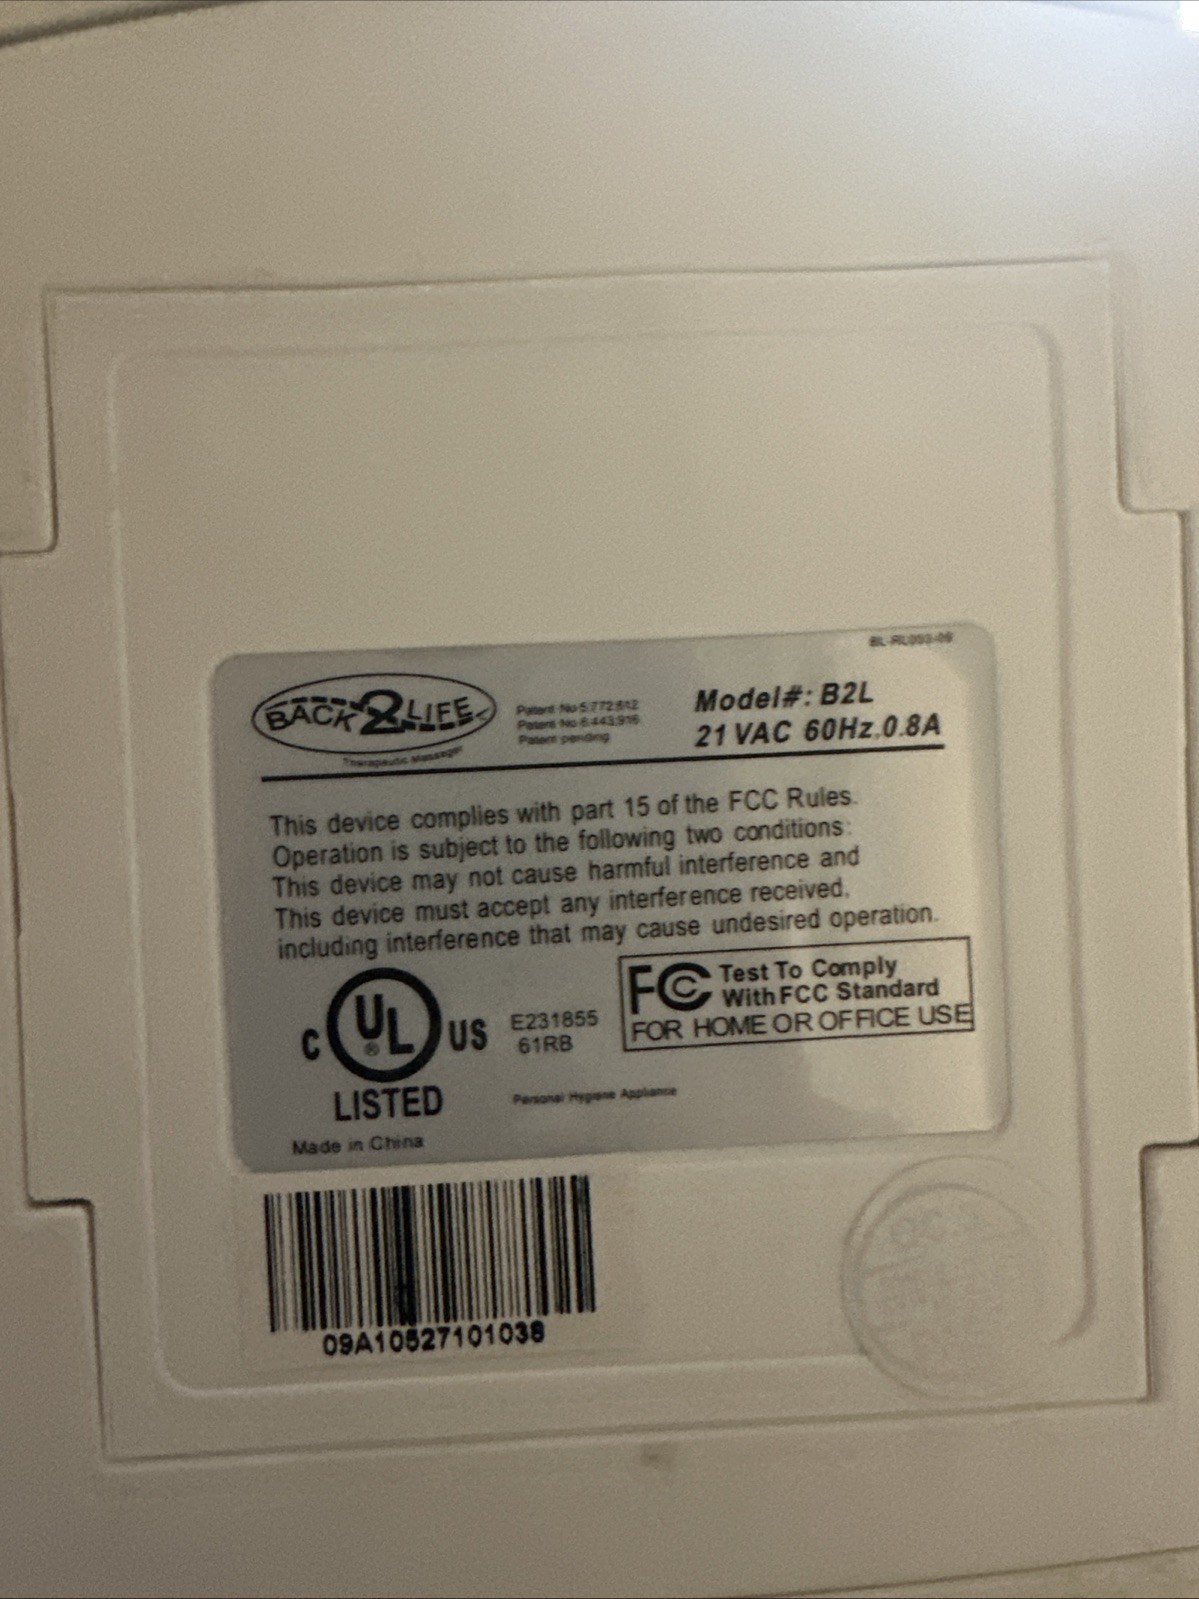 BL-RL003-09
BACK2LIFE
Therapeutic Massager
Patent No 5,772,612
Patent No 6,443,916
Patent pending
Model#: B2L
21 VAC 60Hz,0.8A
This device complies with part 15 of the FCC Rules.
Operation is subject to the following two conditions:
This device may not cause harmful interference and
This device must accept any interference received,
including interference that may cause undesired operation.
C UL ® US
LISTED
E231855
61RB
FC Test To Comply
With FCC Standard
FOR HOME OR OFFICE USE
Personal Hygiene Appliance
Made in China
09A10527101038
Q.C.